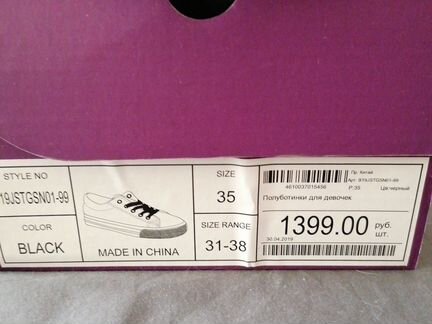 STYLE NO
19JSTGSN01-99
COLOR
BLACK
MADE IN CHINA
SIZE
35
SIZE RANGE
31-38
Пр. Китай
4610037015456
Арт. B19JSTGSN01-99
Р.35 Цв:черный
Полуботинки для девочек
1399.00 руб.
шт.
30.04.2019